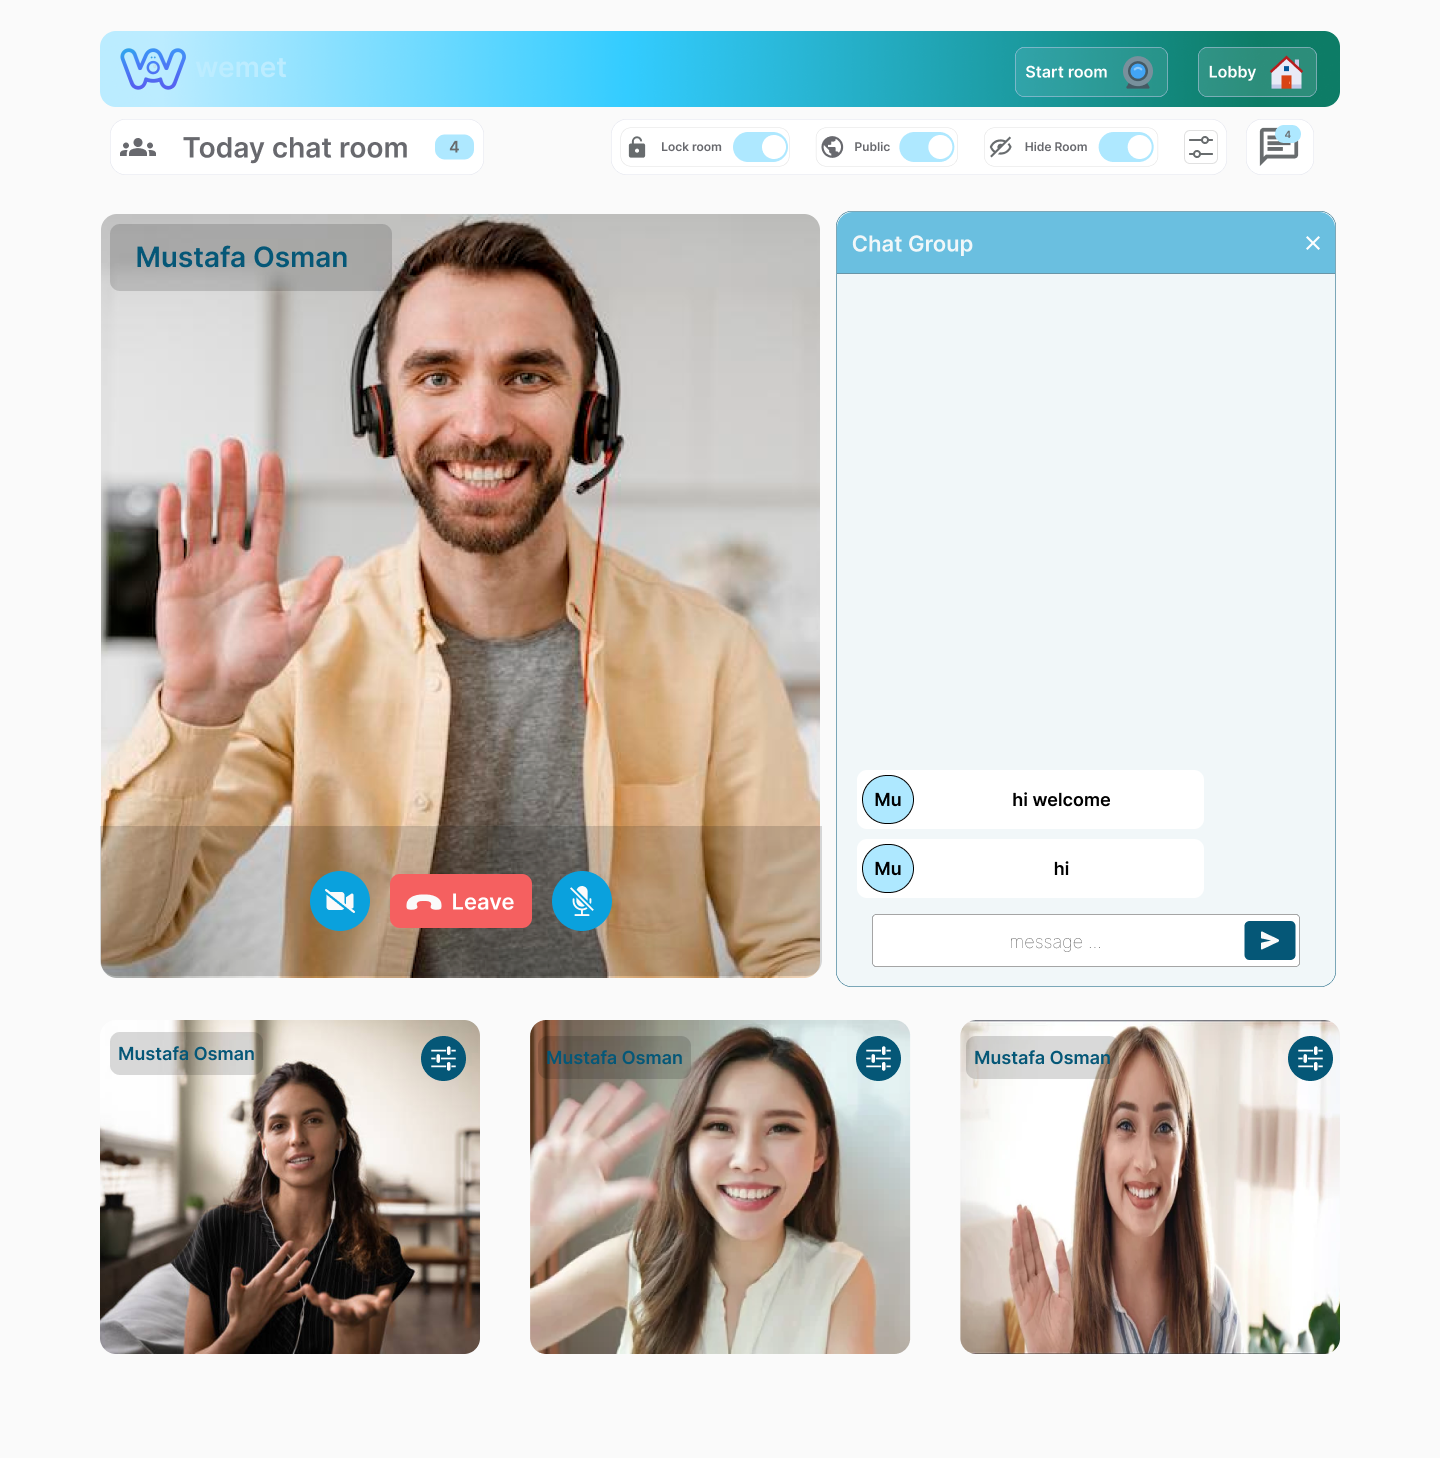 wemet
Start room
Lobby
Today chat room
4
Lock room
Public
Hide Room
4
Mustafa Osman
Chat Group
Mu
hi welcome
Mu
hi
Leave
message ...
Mustafa Osman
Mustafa Osman
Mustafa Osman